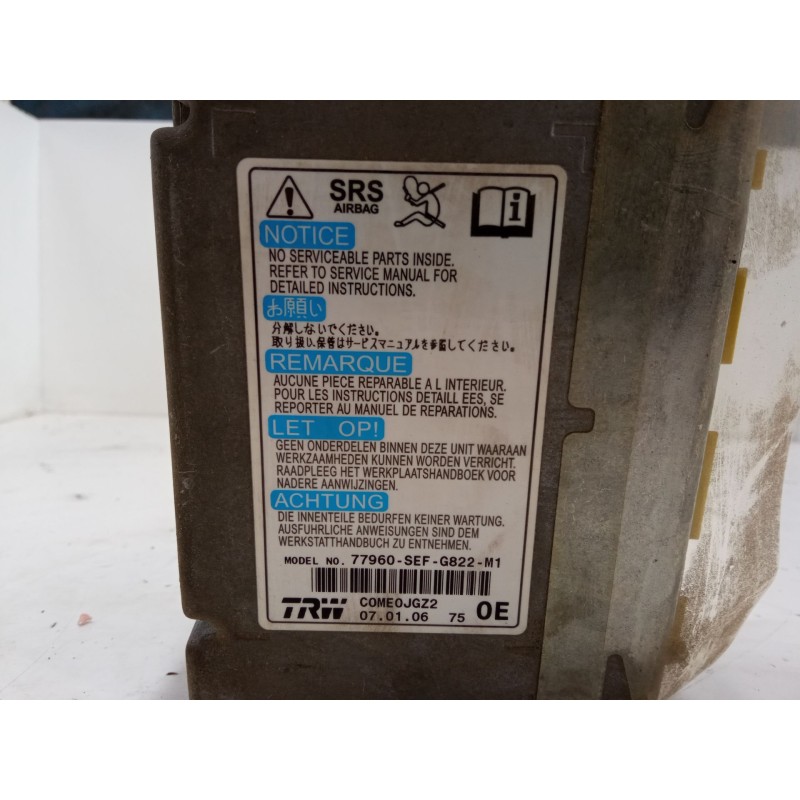 SRS
AIRBAG
NOTICE
NO SERVICEABLE PARTS INSIDE.
REFER TO SERVICE MANUAL FOR
DETAILED INSTRUCTIONS.
お願い
分解しないでください。
取り扱い、保管はサービスマニュアルを参照してください。
REMARQUE
AUCUNE PIECE REPARABLE A L INTERIEUR.
POUR LES INSTRUCTIONS DETAILL EES, SE
REPORTER AU MANUEL DE REPARATIONS.
LET OP!
GEEN ONDERDELEN BINNEN DEZE UNIT WAARAAN
WERKZAAMHEDEN KUNNEN WORDEN VERRICHT.
RAADPLEEG HET WERKPLAATSHANDBOEK VOOR
NADERE AANWIJZINGEN.
ACHTUNG
DIE INNENTEILE BEDURFEN KEINER WARTUNG.
AUSFUHRLICHE ANWEISUNGEN SIND DEM
WERKSTATTHANDBUCH ZU ENTNEHMEN.
MODEL NO. 77960-SEF-G822-M1
TRW COME0JGZ2
07.01.06 75 0E